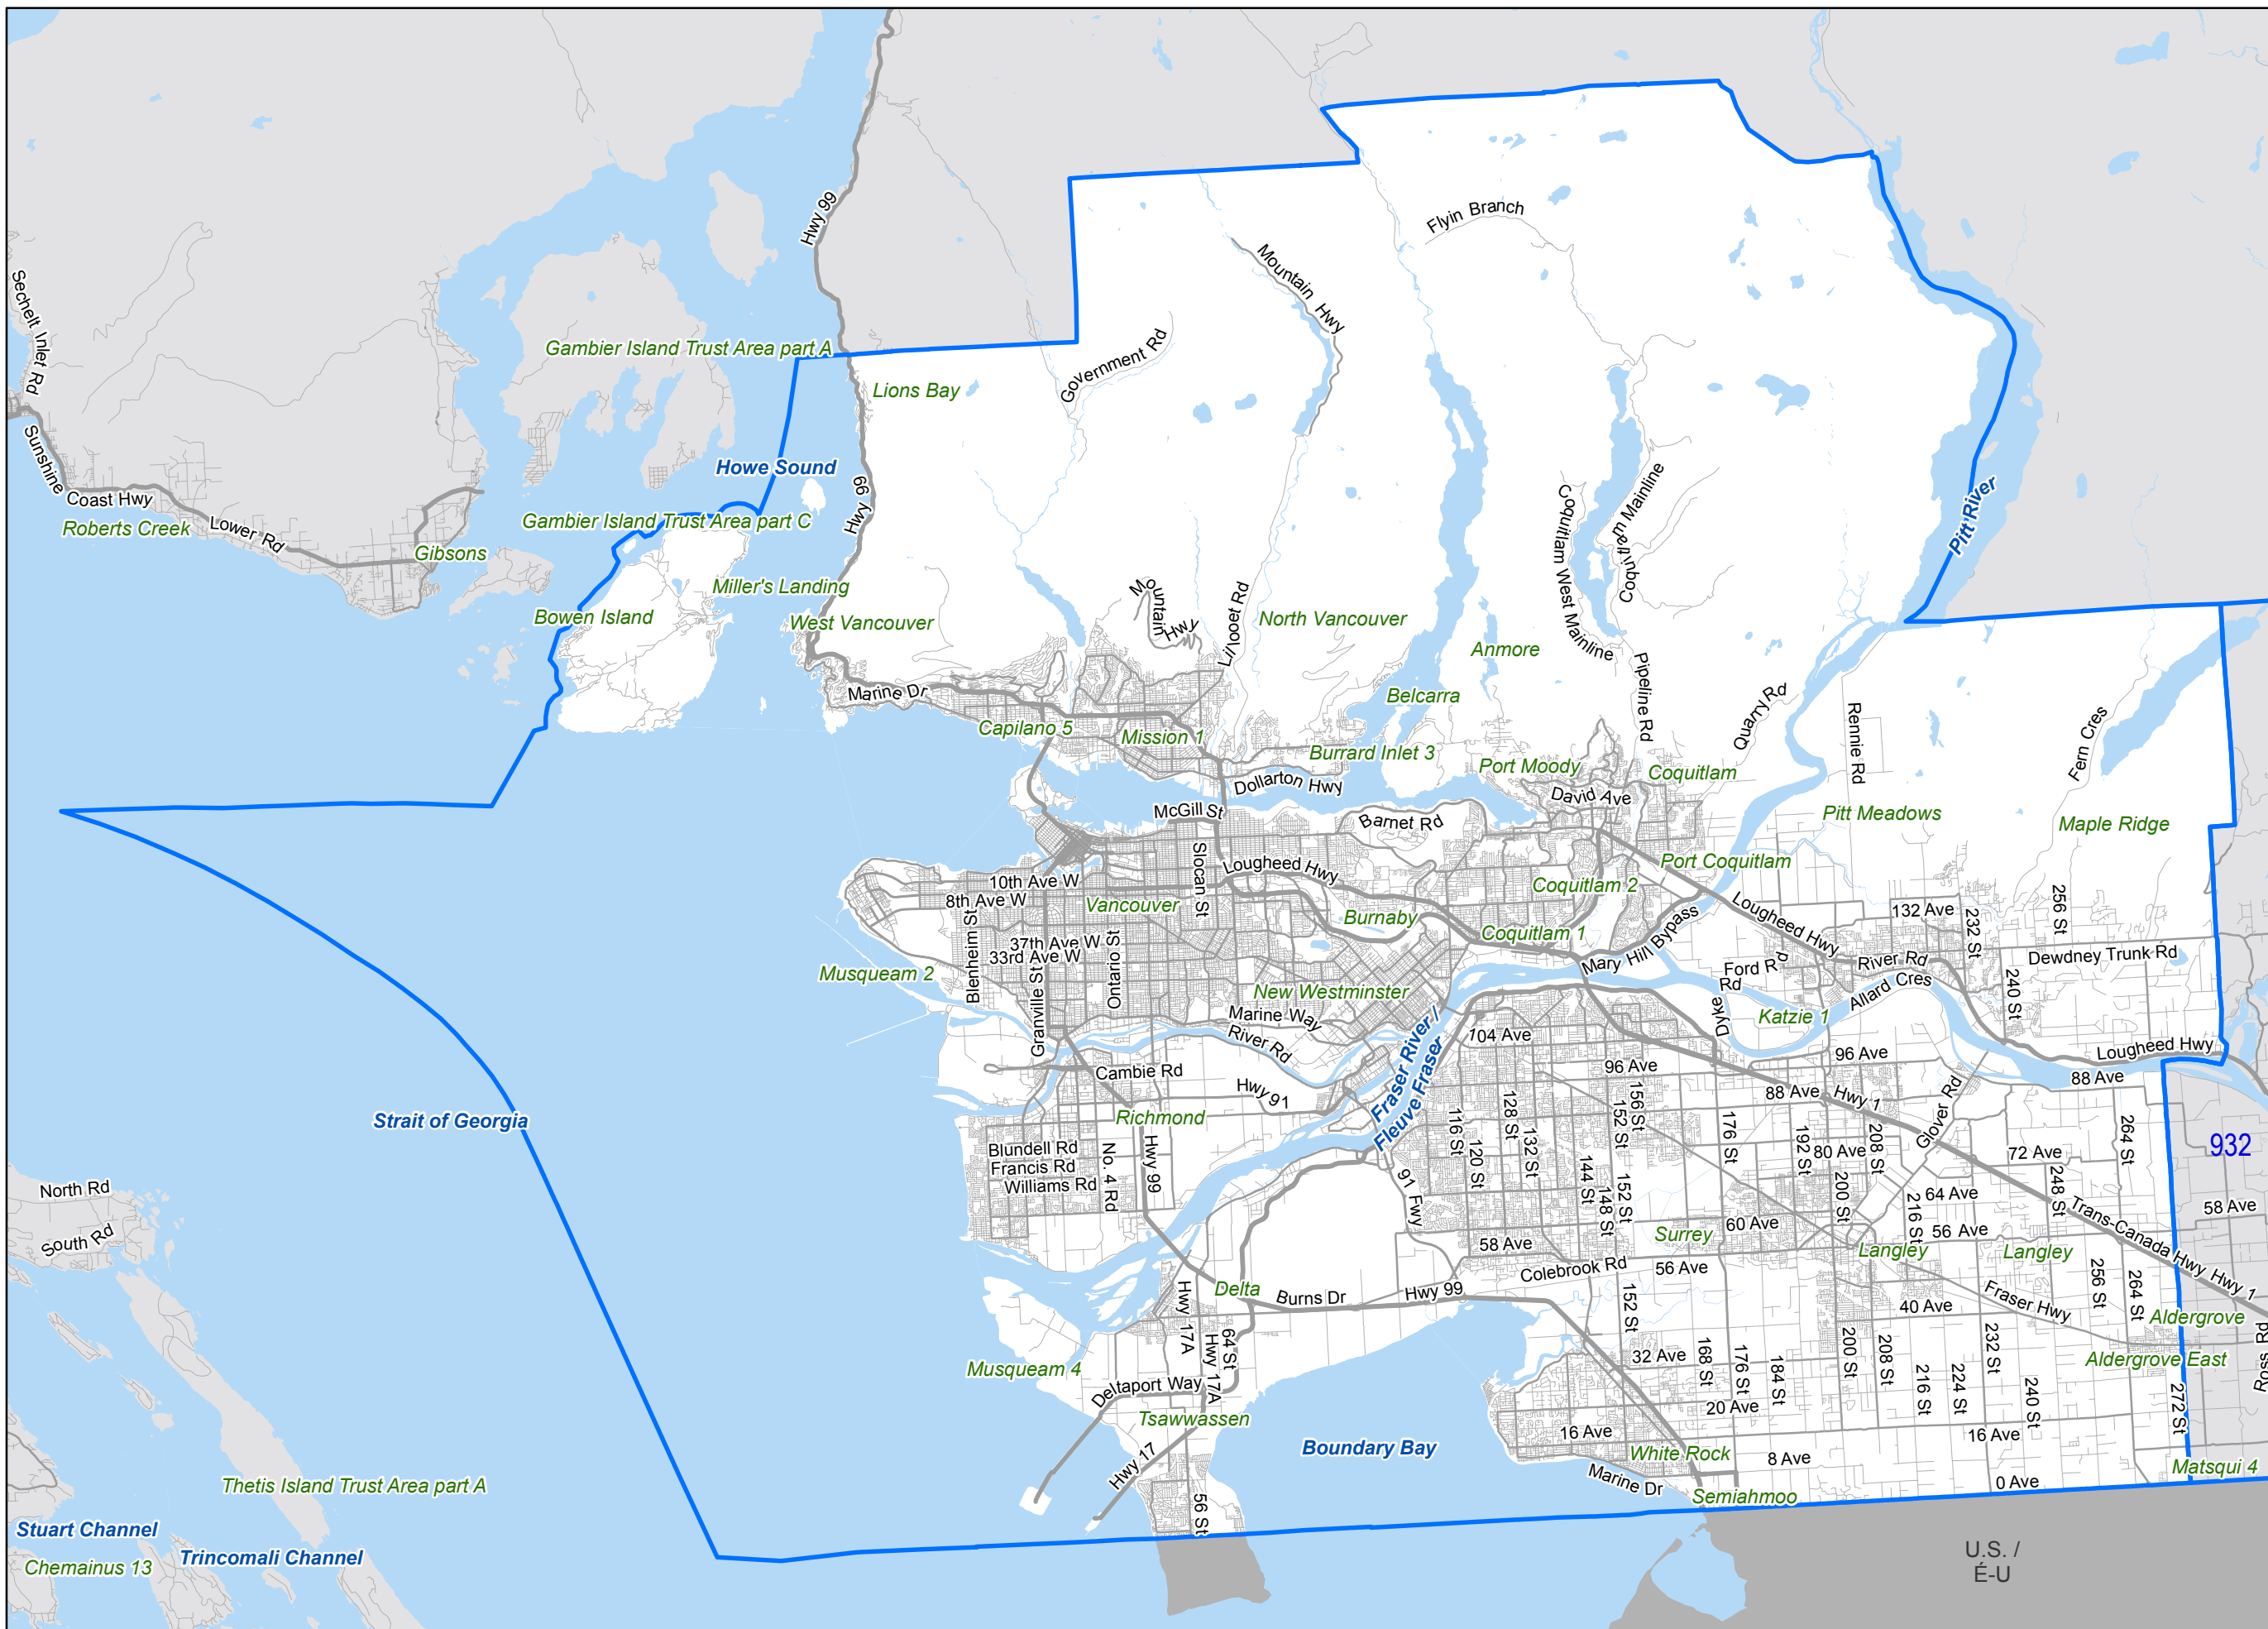 Hwy 99
Flyin Branch
Mountain Hwy
Sechelt Inlet Rd
Gambier Island Trust Area part A
Government Rd
Lions Bay
Sunshine
Coast Hwy
Howe Sound
Hwy 99
Roberts Creek
Lower Rd
Gibsons
Gambier Island Trust Area part C
Coquitlam Mainline
Coquitlam West Mainline
Pitt River
Miller's Landing
Bowen Island
West Vancouver
Mountain
Hwy
Lillooet Rd
North Vancouver
Anmore
Pipeline Rd
Marine Dr
Belcarra
Quarry Rd
Rennie Rd
Fern Cres
Capilano 5
Mission 1
Burrard Inlet 3
Port Moody
Coquitlam
Dollarton Hwy
David Ave
McGill St
Barnet Rd
Pitt Meadows
Maple Ridge
Slocan St
Lougheed Hwy
Port Coquitlam
10th Ave W
8th Ave W
Vancouver
Coquitlam 2
Burnaby
Lougheed Hwy
132 Ave
232 St
256 St
Blenheim St
37th Ave W
33rd Ave W
Ontario St
Coquitlam 1
Mary Hill Bypass
Dewdney Trunk Rd
Musqueam 2
Granville St
New Westminster
Ford Rd
Rd
River Rd
Allard Cres
240 St
Marine Way
River Rd
Fraser River /
Fleuve Fraser
Dyke
Katzie 1
104 Ave
96 Ave
96 Ave
Lougheed Hwy
Cambie Rd
Hwy 91
88 Ave
Hwy 1
88 Ave
Glover Rd
Strait of Georgia
Richmond
116 St
120 St
128 St
132 St
152 St
156 St
176 St
192 St
208 St
264 St
932
Blundell Rd
Francis Rd
Williams Rd
No. 4 Rd
Hwy 99
80 Ave
72 Ave
North Rd
South Rd
91 Fwy
144 St
148 St
152 St
200 St
64 Ave
216 St
248 St
Trans-Canada Hwy
Hwy 1
58 Ave
58 Ave
Surrey
60 Ave
56 Ave
Langley
Langley
Colebrook Rd
56 Ave
Delta
Burns Dr
Hwy 99
152 St
40 Ave
Fraser Hwy
256 St
264 St
Aldergrove
Hwy 17A
Hwy 17A
64 St
32 Ave
168 St
176 St
184 St
200 St
208 St
216 St
224 St
232 St
240 St
Aldergrove East
272 St
Ross Rd
Musqueam 4
Deltaport Way
Tsawwassen
20 Ave
16 Ave
16 Ave
Boundary Bay
White Rock
8 Ave
Hwy 17
Marine Dr
0 Ave
Matsqui 4
Thetis Island Trust Area part A
56 St
Semiahmoo
Stuart Channel
Trincomali Channel
Chemainus 13
U.S. /
É-U